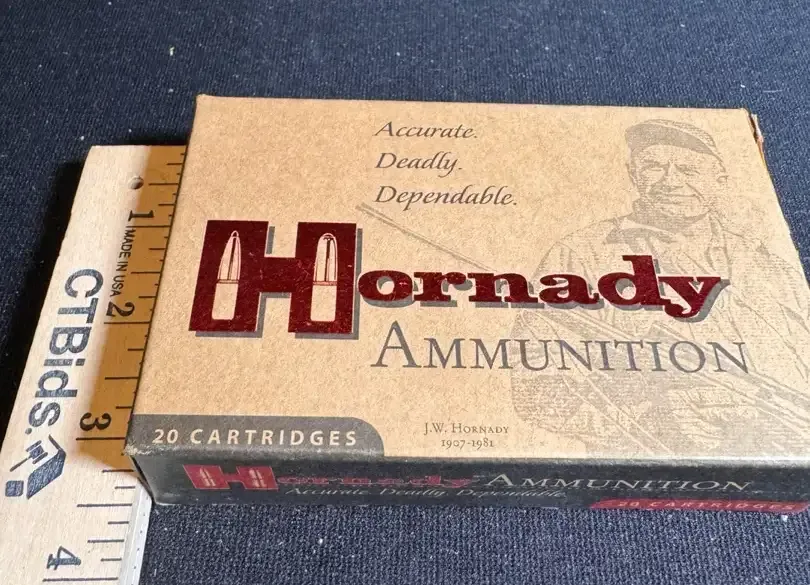 Accurate.
Deadly.
Dependable.
Hornady
AMMUNITION
20 CARTRIDGES
J.W. HORNADY
1907-1981
Hornady AMMUNITION
Accurate. Deadly. Dependable.
20 CARTRIDGES
1
MADE IN USA
2
3
4
CTBids.